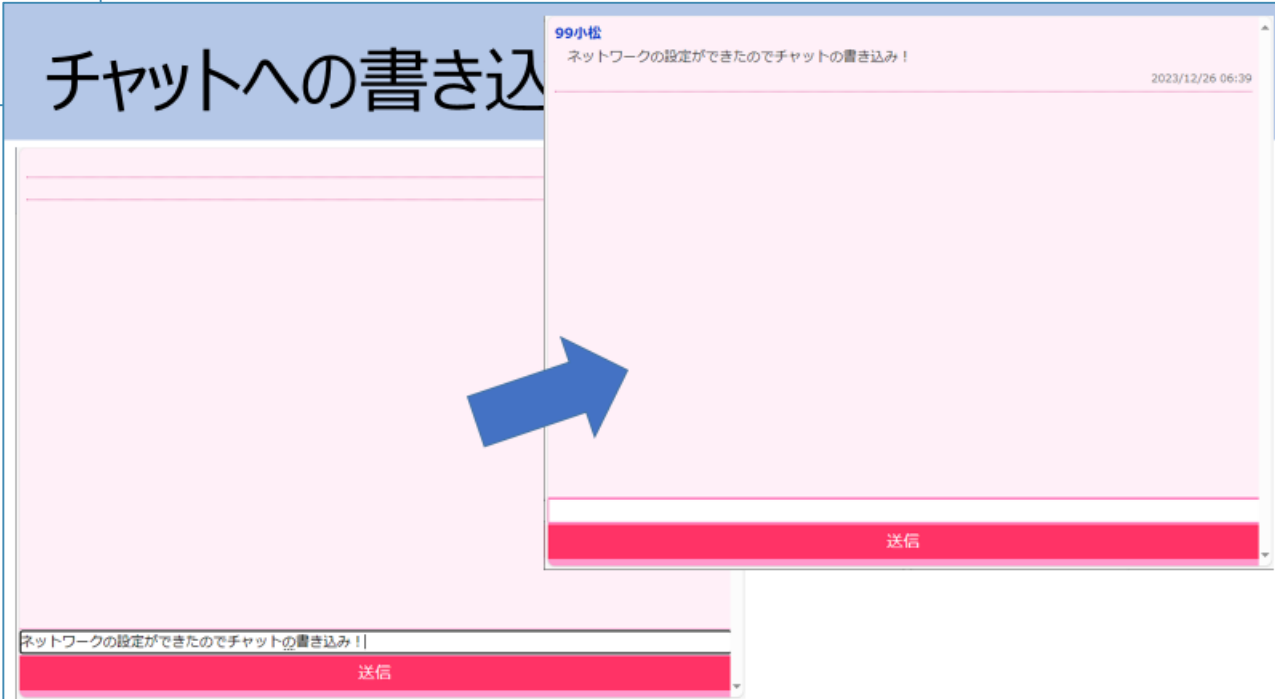 チャットへの書き込
99小松
ネットワークの設定ができたのでチャットの書き込み！
2023/12/26 06:39
送信
ネットワークの設定ができたのでチャットの書き込み！
送信